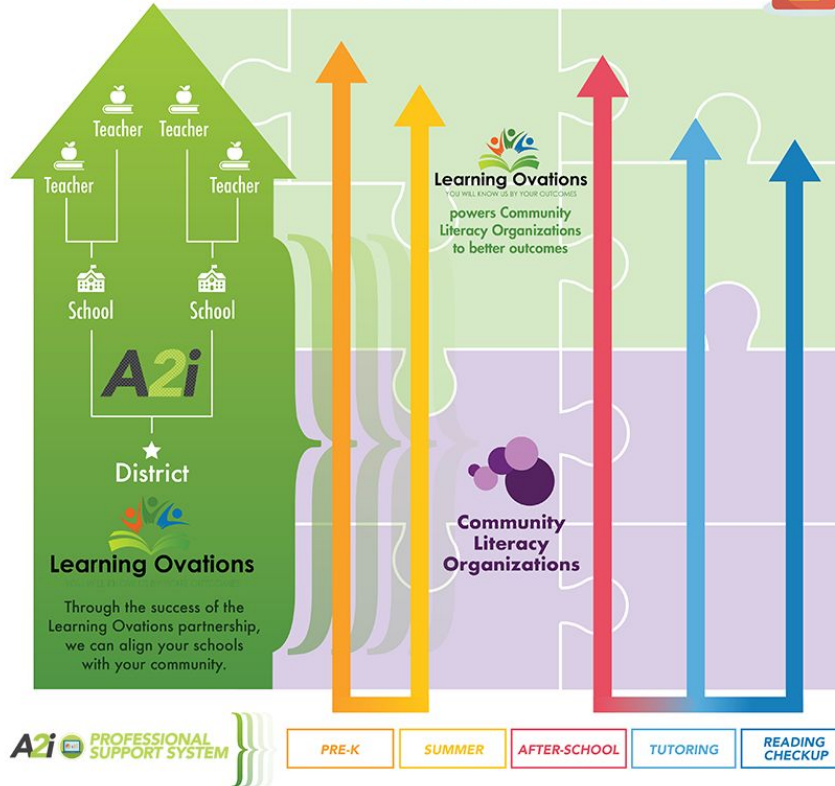 Teacher
Teacher
Teacher
Teacher
School
School
A2i
District
Learning Ovations
Through the success of the
Learning Ovations partnership,
we can align your schools
with your community.
Learning Ovations
YOU WILL KNOW US BY YOUR OUTCOMES
powers Community
Literacy Organizations
to better outcomes
Community
Literacy
Organizations
A2i PROFESSIONAL
SUPPORT SYSTEM
PRE-K
SUMMER
AFTER-SCHOOL
TUTORING
READING
CHECKUP